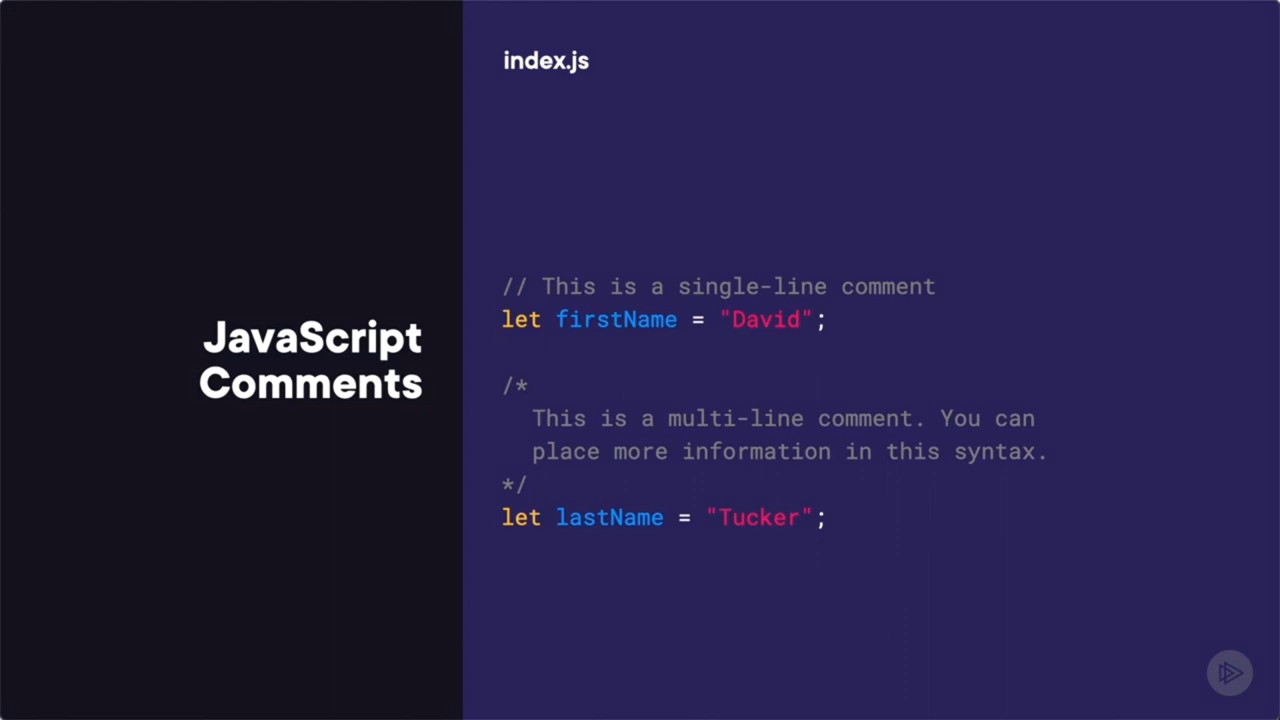 JavaScript
Comments
index.js
// This is a single-line comment
let firstName = "David";
/*
This is a multi-line comment. You can
place more information in this syntax.
*/
let lastName = "Tucker";